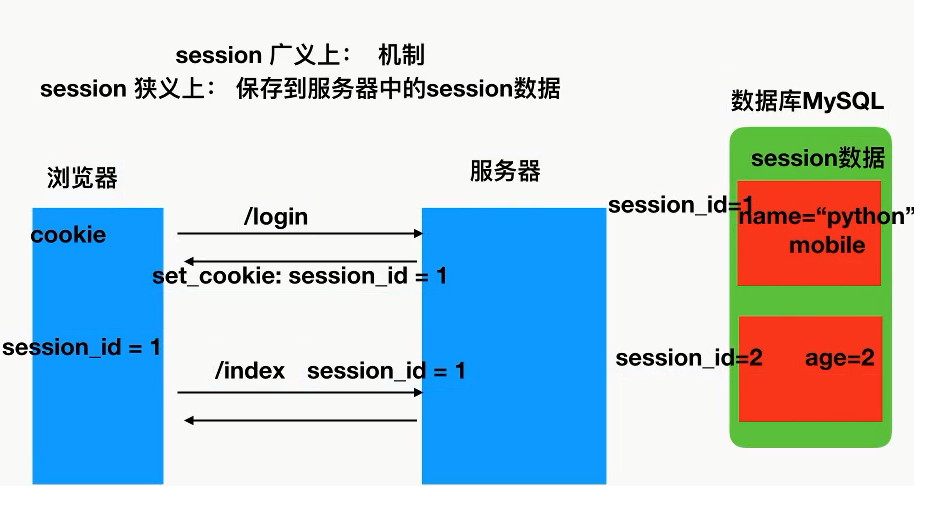 session 广义上： 机制
session 狭义上： 保存到服务器中的session数据
数据库MySQL
session数据
浏览器
服务器
session_id=1
name=“python”
mobile
/login
cookie
set_cookie: session_id = 1
session_id = 1
/index session_id = 1
session_id=2
age=2